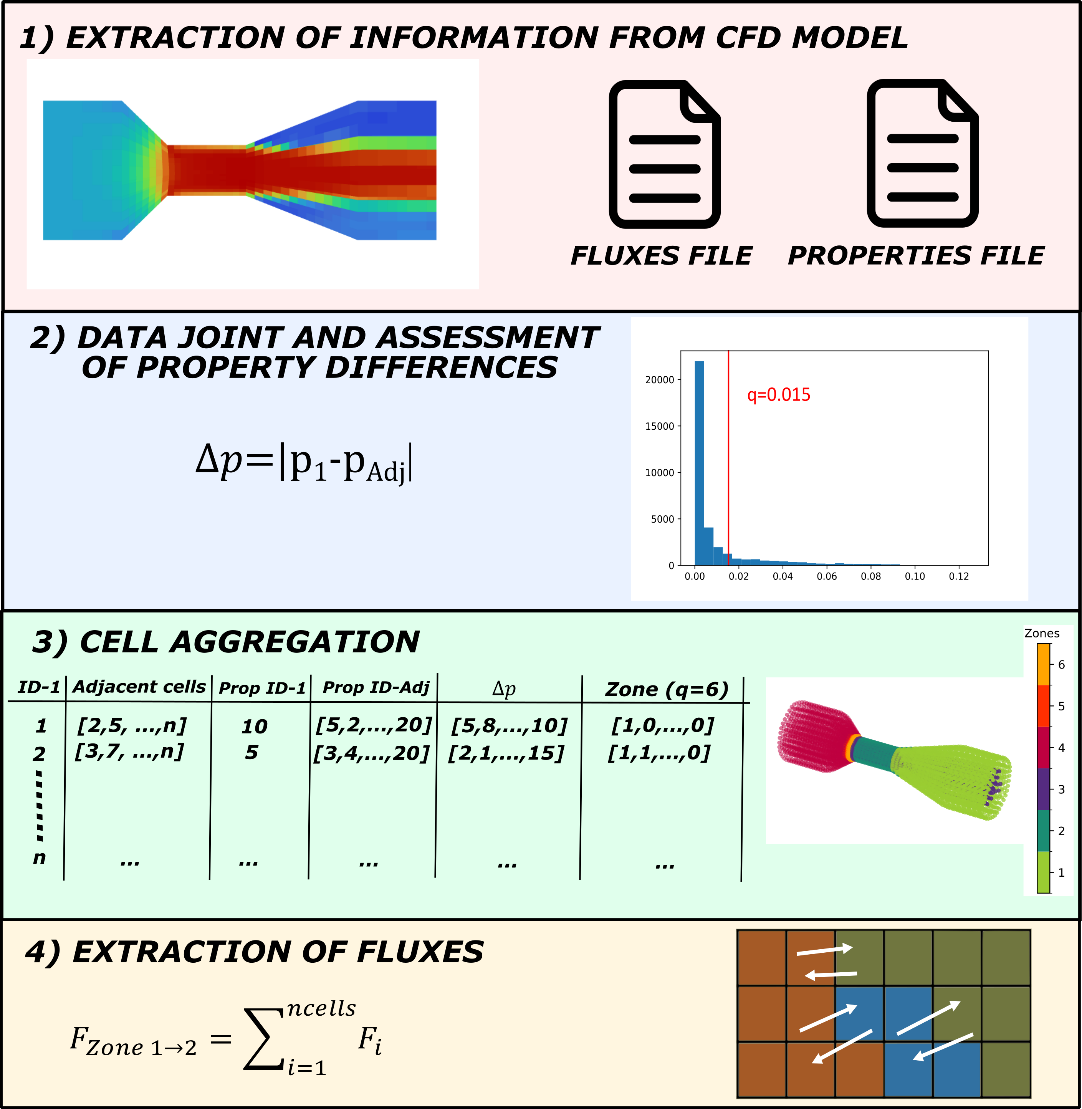 1) EXTRACTION OF INFORMATION FROM CFD MODEL
FLUXES FILE
PROPERTIES FILE
2) DATA JOINT AND ASSESSMENT
OF PROPERTY DIFFERENCES
Δp=|p₁-p_Adj|
q=0.015
20000
15000
10000
5000
0
0.00 0.02 0.04 0.06 0.08 0.10 0.12
3) CELL AGGREGATION
ID-1 Adjacent cells Prop ID-1 Prop ID-Adj Δp Zone (q=6)
1 [2,5, ...,n] 10 [5,2,...,20] [5,8,...,10] [1,0,...,0]
2 [3,7, ...,n] 5 [3,4,...,20] [2,1,...,15] [1,1,...,0]
n ... ... ... ... ...
Zones
6
5
4
3
2
1
4) EXTRACTION OF FLUXES
F_Zone 1→2 = ∑_{i=1}^{ncells} F_i